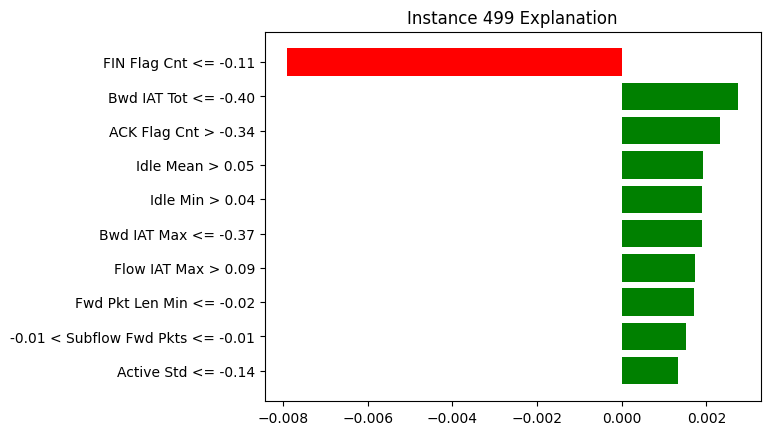 Instance 499 Explanation
FIN Flag Cnt <= -0.11
Bwd IAT Tot <= -0.40
ACK Flag Cnt > -0.34
Idle Mean > 0.05
Idle Min > 0.04
Bwd IAT Max <= -0.37
Flow IAT Max > 0.09
Fwd Pkt Len Min <= -0.02
-0.01 < Subflow Fwd Pkts <= -0.01
Active Std <= -0.14
−0.008 −0.006 −0.004 −0.002 0.000 0.002